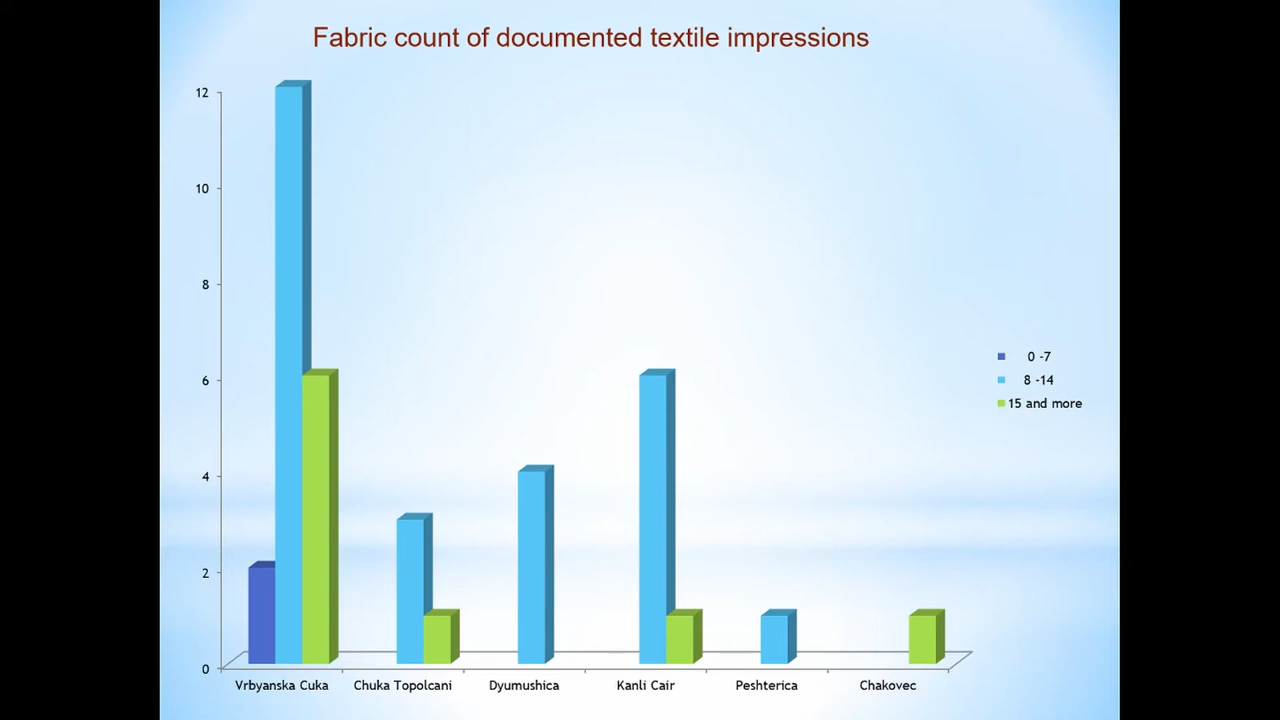 Fabric count of documented textile impressions
12
10
8
6
4
2
0
0 -7
8 -14
15 and more
Vrbyanska Cuka
Chuka Topolcani
Dyumushica
Kanli Cair
Peshterica
Chakovec